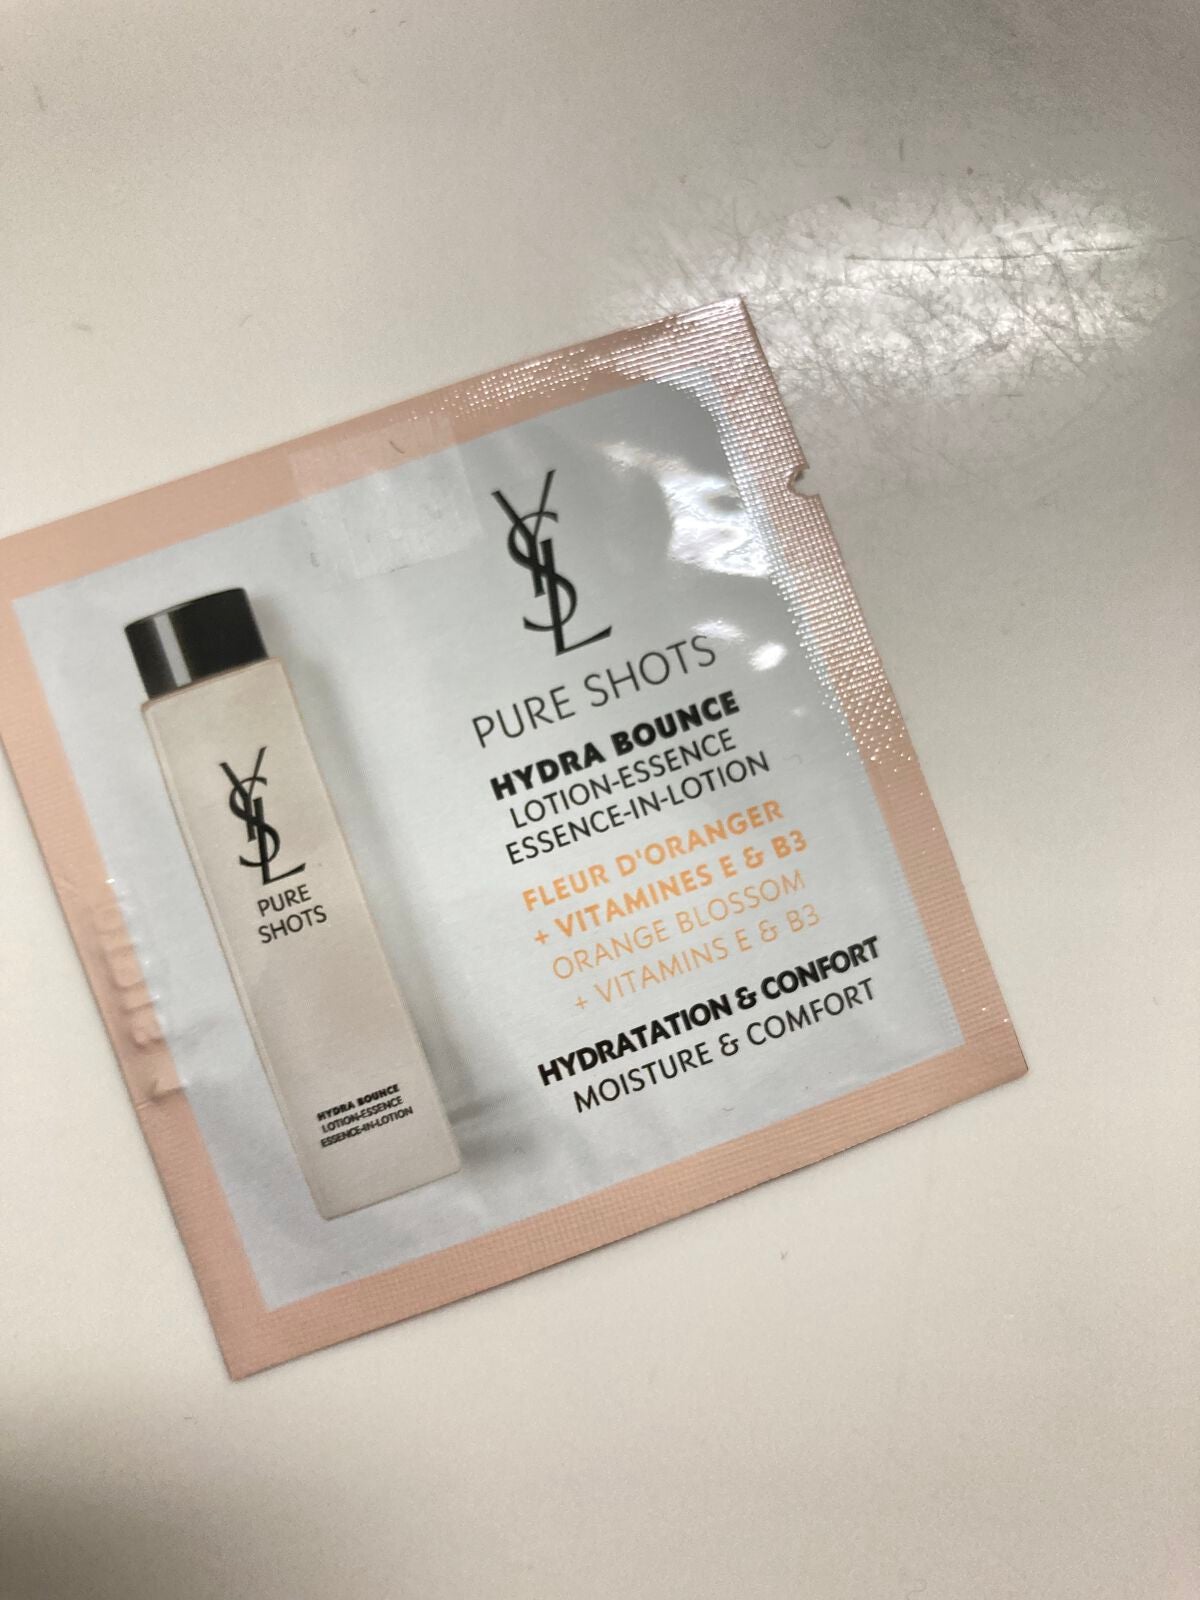 YSL
PURE SHOTS
HYDRA BOUNCE
LOTION-ESSENCE
ESSENCE-IN-LOTION
FLEUR D'ORANGER
+ VITAMINES E & B3
ORANGE BLOSSOM
+ VITAMINS E & B3
HYDRATATION & CONFORT
MOISTURE & COMFORT
YSL
PURE
SHOTS
HYDRA BOUNCE
LOTION-ESSENCE
ESSENCE-IN-LOTION